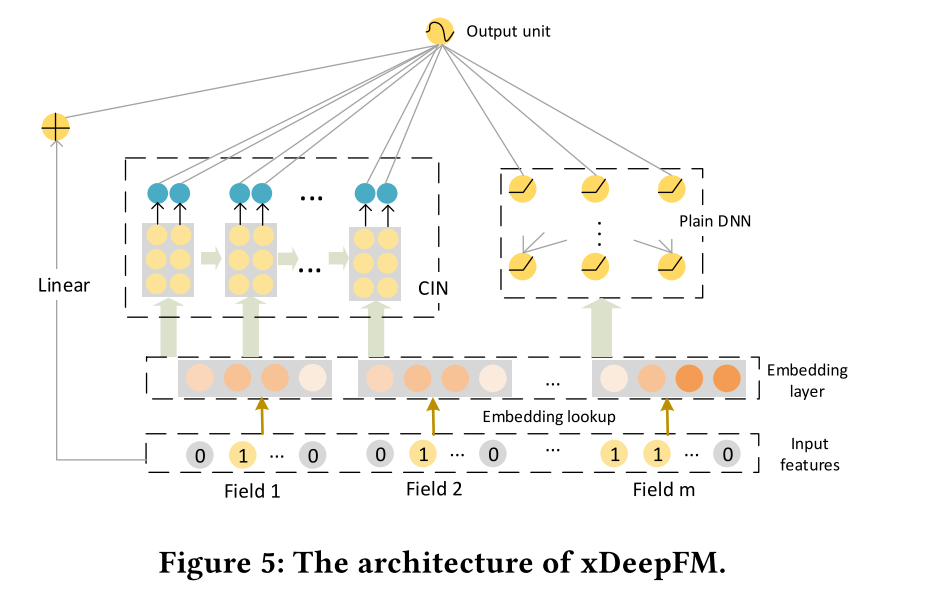 Output unit
Plain DNN
...
Linear
...
CIN
Embedding
layer
...
Embedding lookup
0 1 ... 0 0 1 ... 0 ... 1 1 ... 0
Input
features
Field 1 Field 2 Field m
Figure 5: The architecture of xDeepFM.